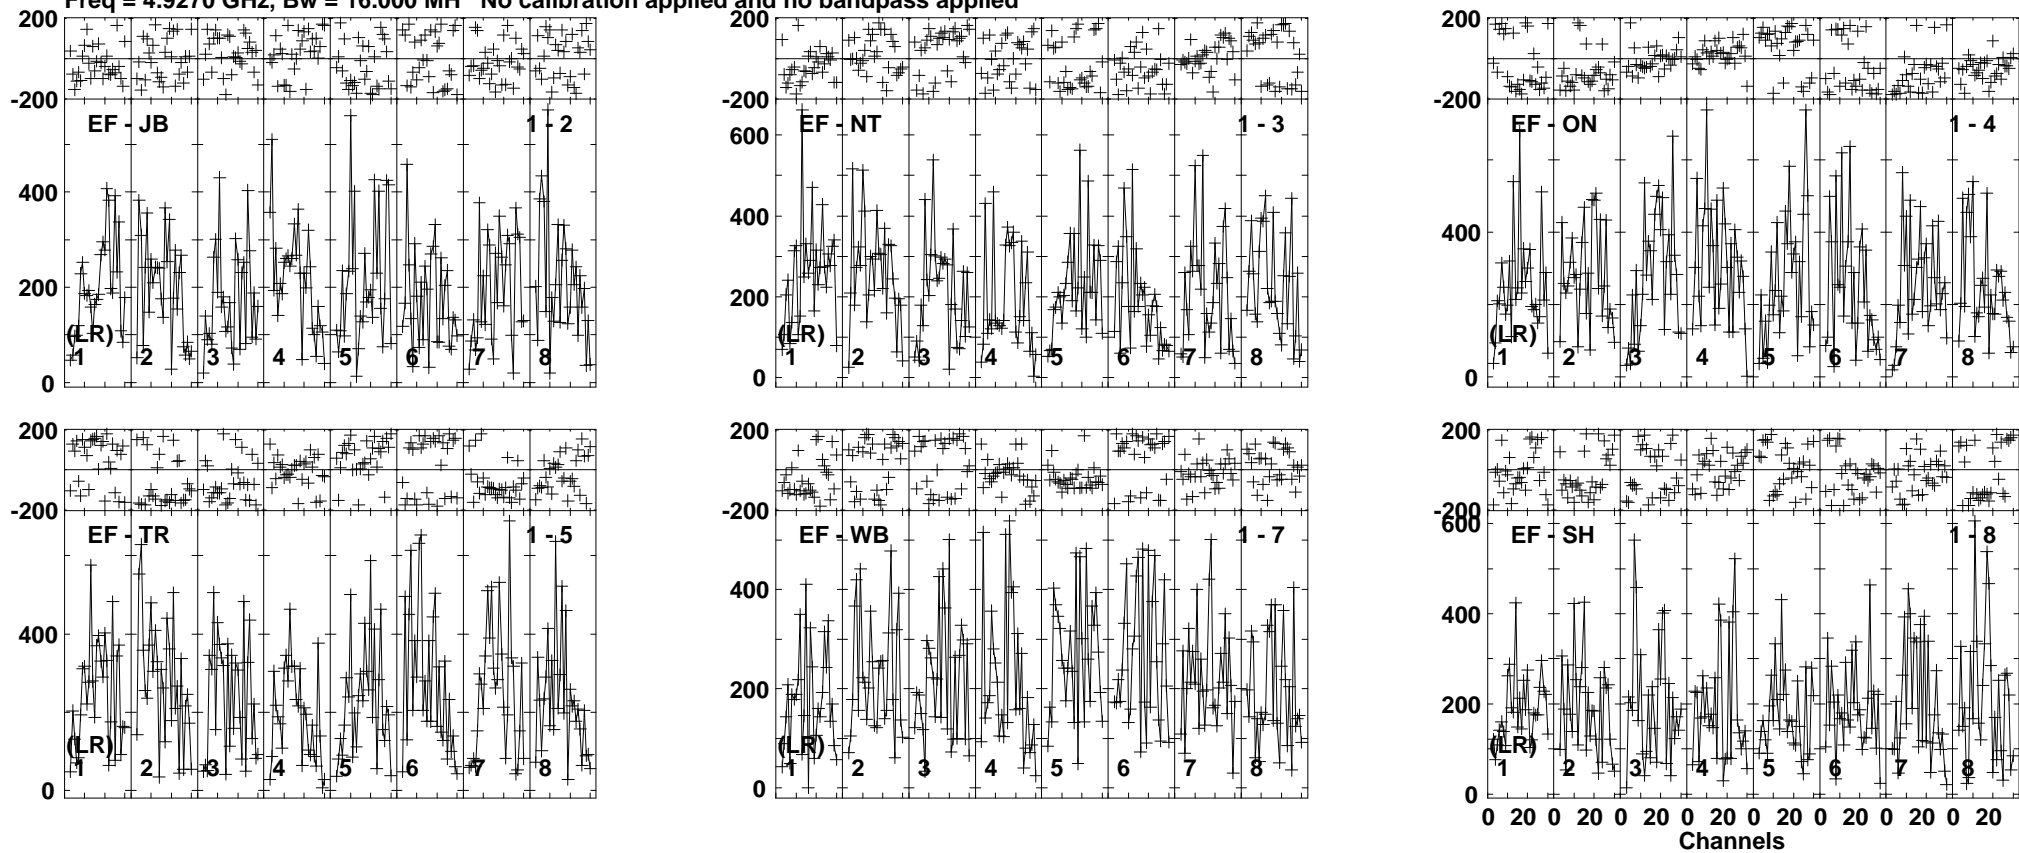 Freq = 4.9270 GHz, Bw = 16.000 MH No calibration applied and no bandpass applied
200
-200
EF - JB 1 - 2
400
200
0
(LR)
1 2 3 4 5 6 7 8
200
-200
EF - NT 1 - 3
600
400
200
0
(LR)
1 2 3 4 5 6 7 8
200
-200
EF - ON 1 - 4
400
0
(LR)
1 2 3 4 5 6 7 8
200
-200
EF - TR 1 - 5
400
0
(LR)
1 2 3 4 5 6 7 8
200
-200
EF - WB 1 - 7
400
200
0
(LR)
1 2 3 4 5 6 7 8
200
-200
600
EF - SH 1 - 8
400
200
0
(LR)
1 2 3 4 5 6 7 8
0 20 0 20 0 20 0 20 0 20 0 20 0 20 0 20
Channels